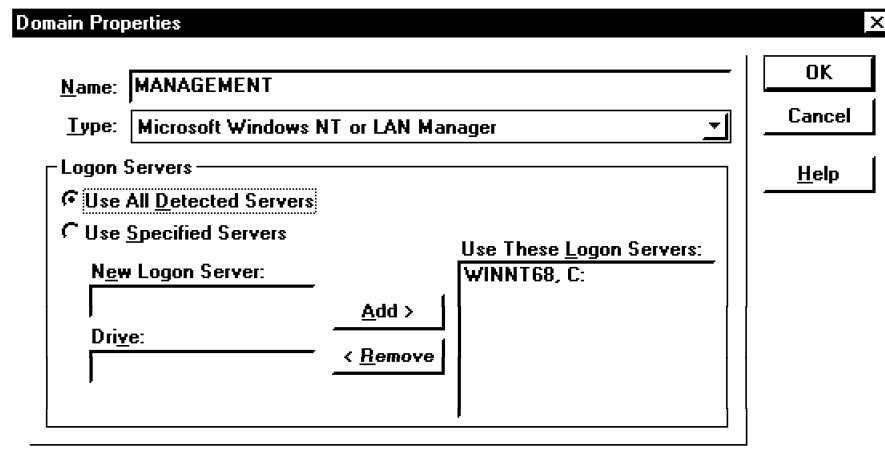 Domain Properties
Name: MANAGEMENT
Type: Microsoft Windows NT or LAN Manager
Logon Servers
Use All Detected Servers
Use Specified Servers
New Logon Server:
Drive:
Add >
< Remove
Use These Logon Servers:
WINNT68, C:
OK
Cancel
Help